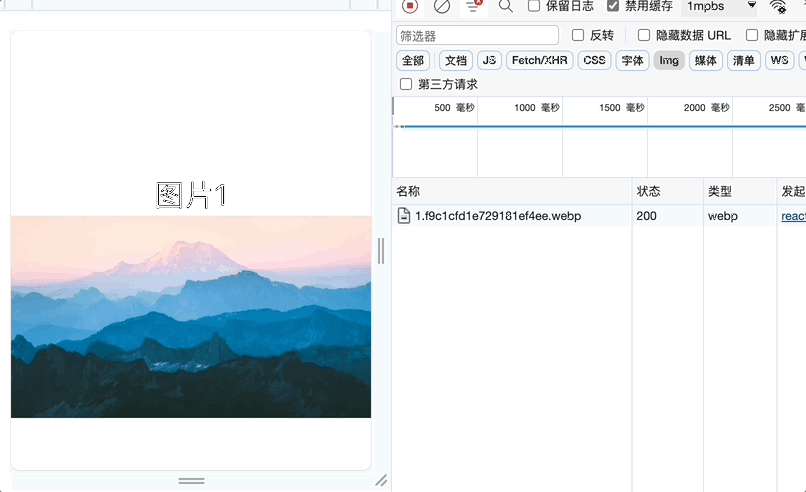 图片1
保留日志 禁用缓存 1mpbs
筛选器 反转 隐藏数据 URL 隐藏扩展
全部 文档 JS Fetch/XHR CSS 字体 Img 媒体 清单 WS
第三方请求
500 毫秒 1000 毫秒 1500 毫秒 2000 毫秒 2500 毫秒
名称 状态 类型 发起
1.f9c1cfd1e729181ef4ee.webp 200 webp reac